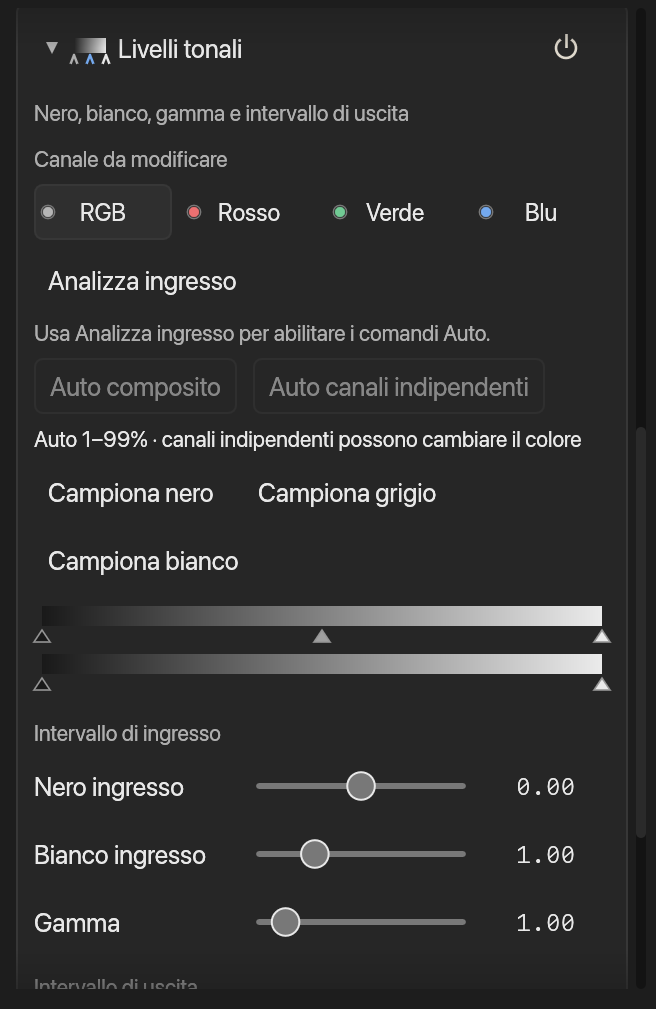 Livelli tonali
Nero, bianco, gamma e intervallo di uscita
Canale da modificare
RGB Rosso Verde Blu
Analizza ingresso
Usa Analizza ingresso per abilitare i comandi Auto.
Auto composito Auto canali indipendenti
Auto 1–99% · canali indipendenti possono cambiare il colore
Campiona nero Campiona grigio
Campiona bianco
Intervallo di ingresso
Nero ingresso 0.00
Bianco ingresso 1.00
Gamma 1.00
Intervallo di uscita